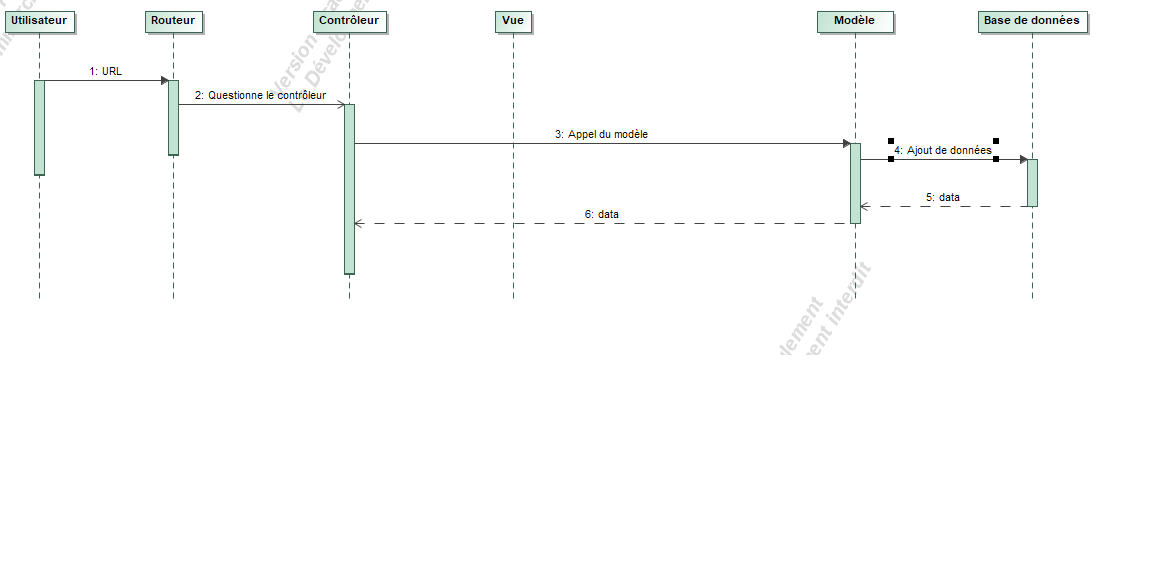 Utilisateur
Routeur
Contrôleur
Vue
Modèle
Base de données
1: URL
2: Questionne le contrôleur
3: Appel du modèle
4: Ajout de données
5: data
6: data
Version
Dévelop
lement
ent interdit